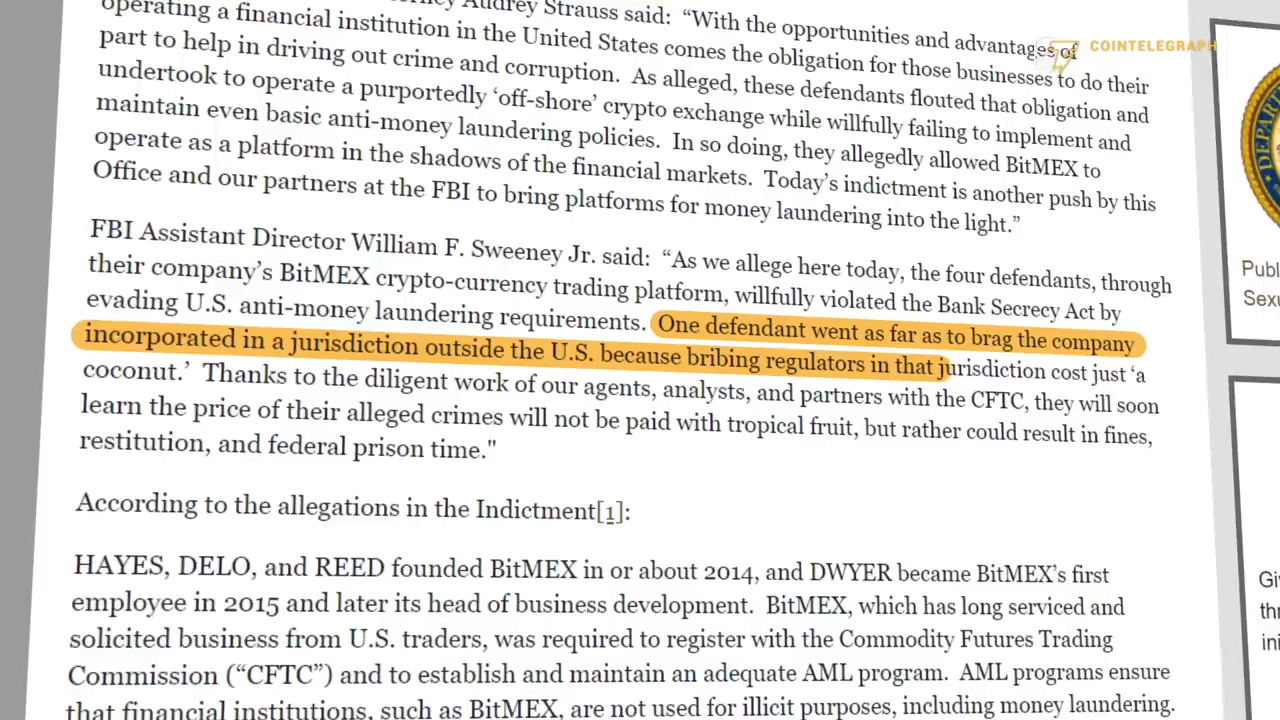 operating a financial institution in the United States comes the obligation for those businesses to do their
Audrey Strauss said: “With the opportunities and advantages of
part to help in driving out crime and corruption. As alleged, these defendants flouted that obligation and
undertook to operate a purportedly ‘off-shore’ crypto exchange while willfully failing to implement and
maintain even basic anti-money laundering policies. In so doing, they allegedly allowed BitMEX to
operate as a platform in the shadows of the financial markets. Today’s indictment is another push by this
Office and our partners at the FBI to bring platforms for money laundering into the light.”
FBI Assistant Director William F. Sweeney Jr. said: “As we allege here today, the four defendants, through
their company’s BitMEX crypto-currency trading platform, willfully violated the Bank Secrecy Act by
evading U.S. anti-money laundering requirements. One defendant went as far as to brag the company
incorporated in a jurisdiction outside the U.S. because bribing regulators in that jurisdiction cost just ‘a
coconut.’ Thanks to the diligent work of our agents, analysts, and partners with the CFTC, they will soon
learn the price of their alleged crimes will not be paid with tropical fruit, but rather could result in fines,
restitution, and federal prison time."
According to the allegations in the Indictment[1]:
HAYES, DELO, and REED founded BitMEX in or about 2014, and DWYER became BitMEX’s first
employee in 2015 and later its head of business development. BitMEX, which has long serviced and
solicited business from U.S. traders, was required to register with the Commodity Futures Trading
Commission (“CFTC”) and to establish and maintain an adequate AML program. AML programs ensure
that financial institutions, such as BitMEX, are not used for illicit purposes, including money laundering.
COINTELEGRAPH